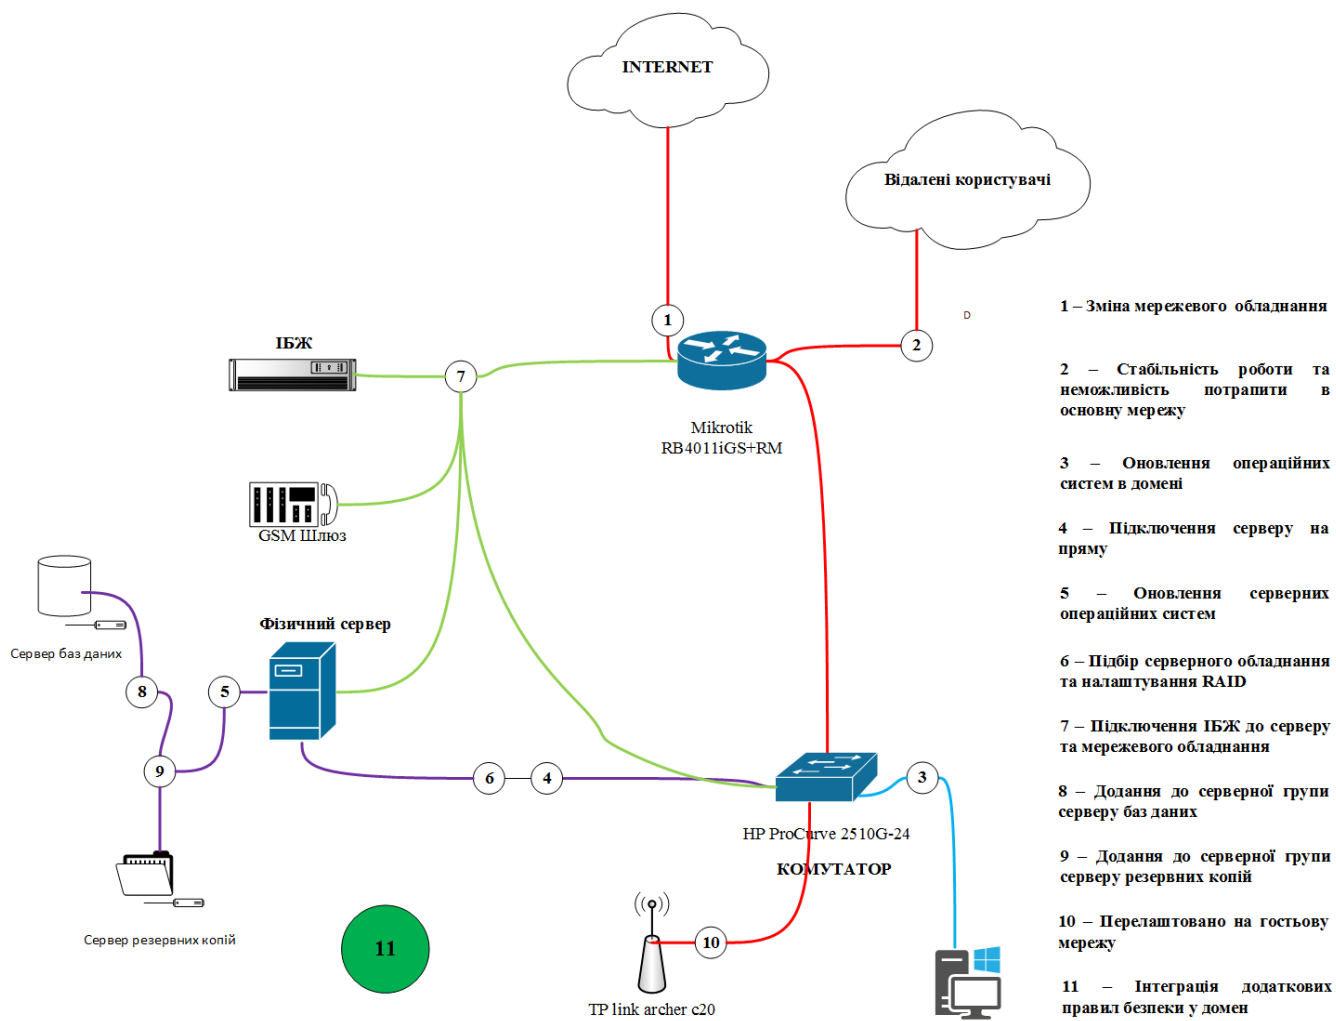 INTERNET
Відалені користувачі
1
2
D
ІБЖ
7
Mikrotik
RB4011iGS+RM
GSM Шлюз
Фізичний сервер
Сервер баз даних
8
5
9
6
4
3
HP ProCurve 2510G-24
КОМУТАТОР
Сервер резервних копій
11
10
TP link archer c20
1 – Зміна мережевого обладнання
2 – Стабільність роботи та
неможливість потрапити в
основну мережу
3 – Оновлення операційних
систем в домені
4 – Підключення серверу на
пряму
5 – Оновлення серверних
операційних систем
6 – Підбір серверного обладнання
та налаштування RAID
7 – Підключення ІБЖ до серверу
та мережевого обладнання
8 – Додання до серверної групи
серверу баз даних
9 – Додання до серверної групи
серверу резервних копій
10 – Перелаштовано на гостьову
мережу
11 – Інтеграція додаткових
правил безпеки у домен